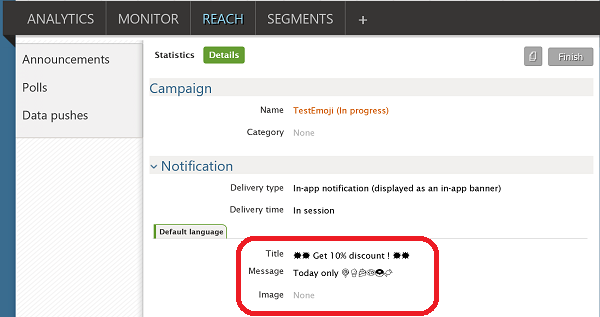 ANALYTICS MONITOR REACH SEGMENTS +
Announcements
Polls
Data pushes
Statistics Details Finish
Campaign
Name TestEmoji (In progress)
Category None
Notification
Delivery type In-app notification (displayed as an in-app banner)
Delivery time In session
Default language
Title ✸✸ Get 10% discount ! ✸✸
Message Today only 🍭🍦🍰🍥🍩🍬
Image None